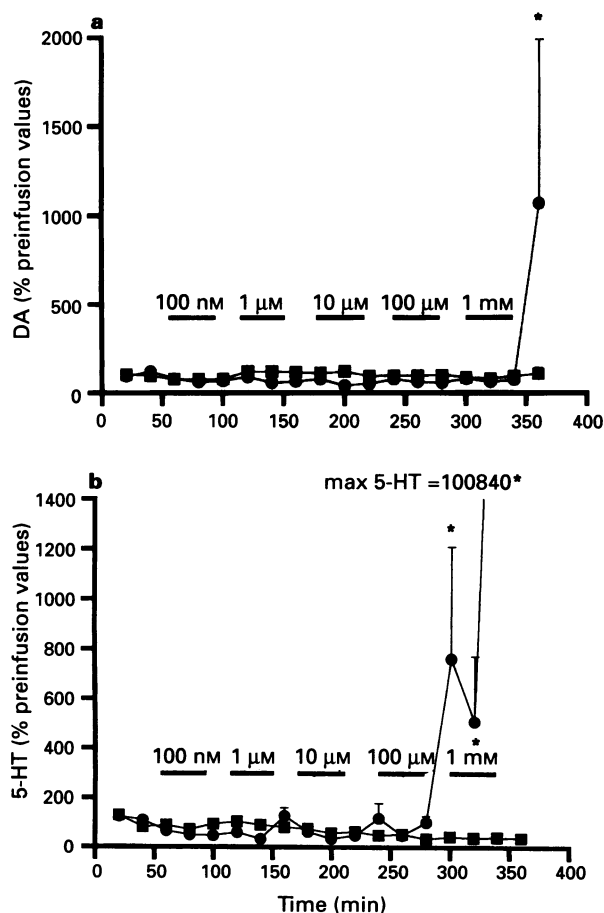 a
DA (% preinfusion values)
2000
1500
1000
500
0
100 nM
1 μM
10 μM
100 μM
1 mM
*
0 50 100 150 200 250 300 350 400
b
max 5-HT =100840*
5-HT (% preinfusion values)
1400
1200
1000
800
600
400
200
0
*
*
100 nM
1 μM
10 μM
100 μM
1 mM
0 50 100 150 200 250 300 350 400
Time (min)